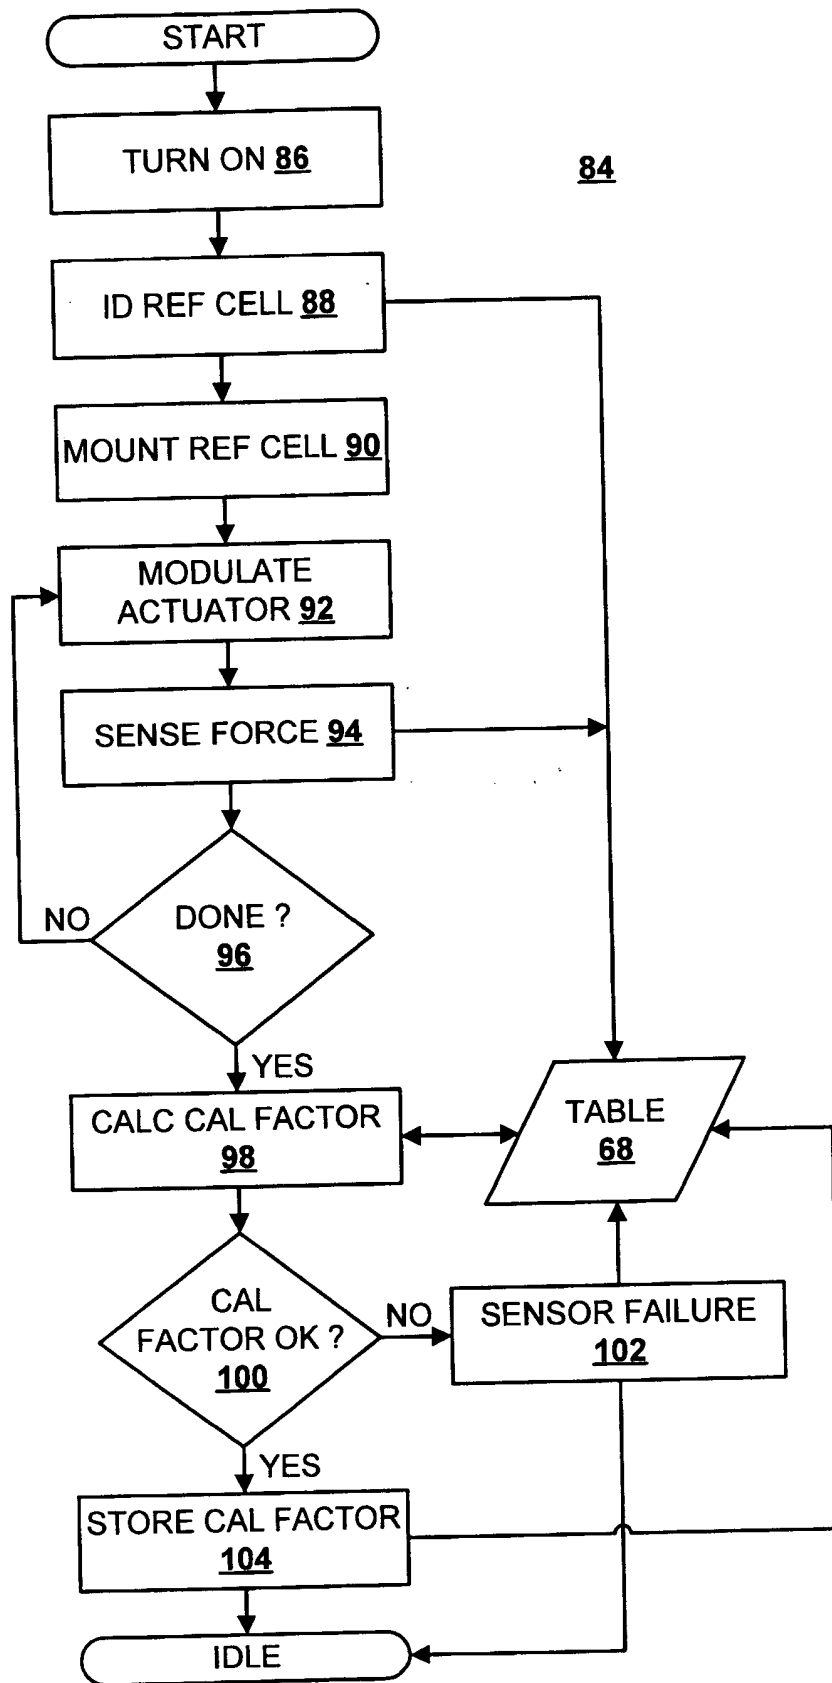 START
TURN ON 86
84
ID REF CELL 88
MOUNT REF CELL 90
MODULATE
ACTUATOR 92
SENSE FORCE 94
NO
DONE ?
96
YES
CALC CAL FACTOR
98
TABLE
68
CAL
FACTOR OK ?
100
NO
SENSOR FAILURE
102
YES
STORE CAL FACTOR
104
IDLE